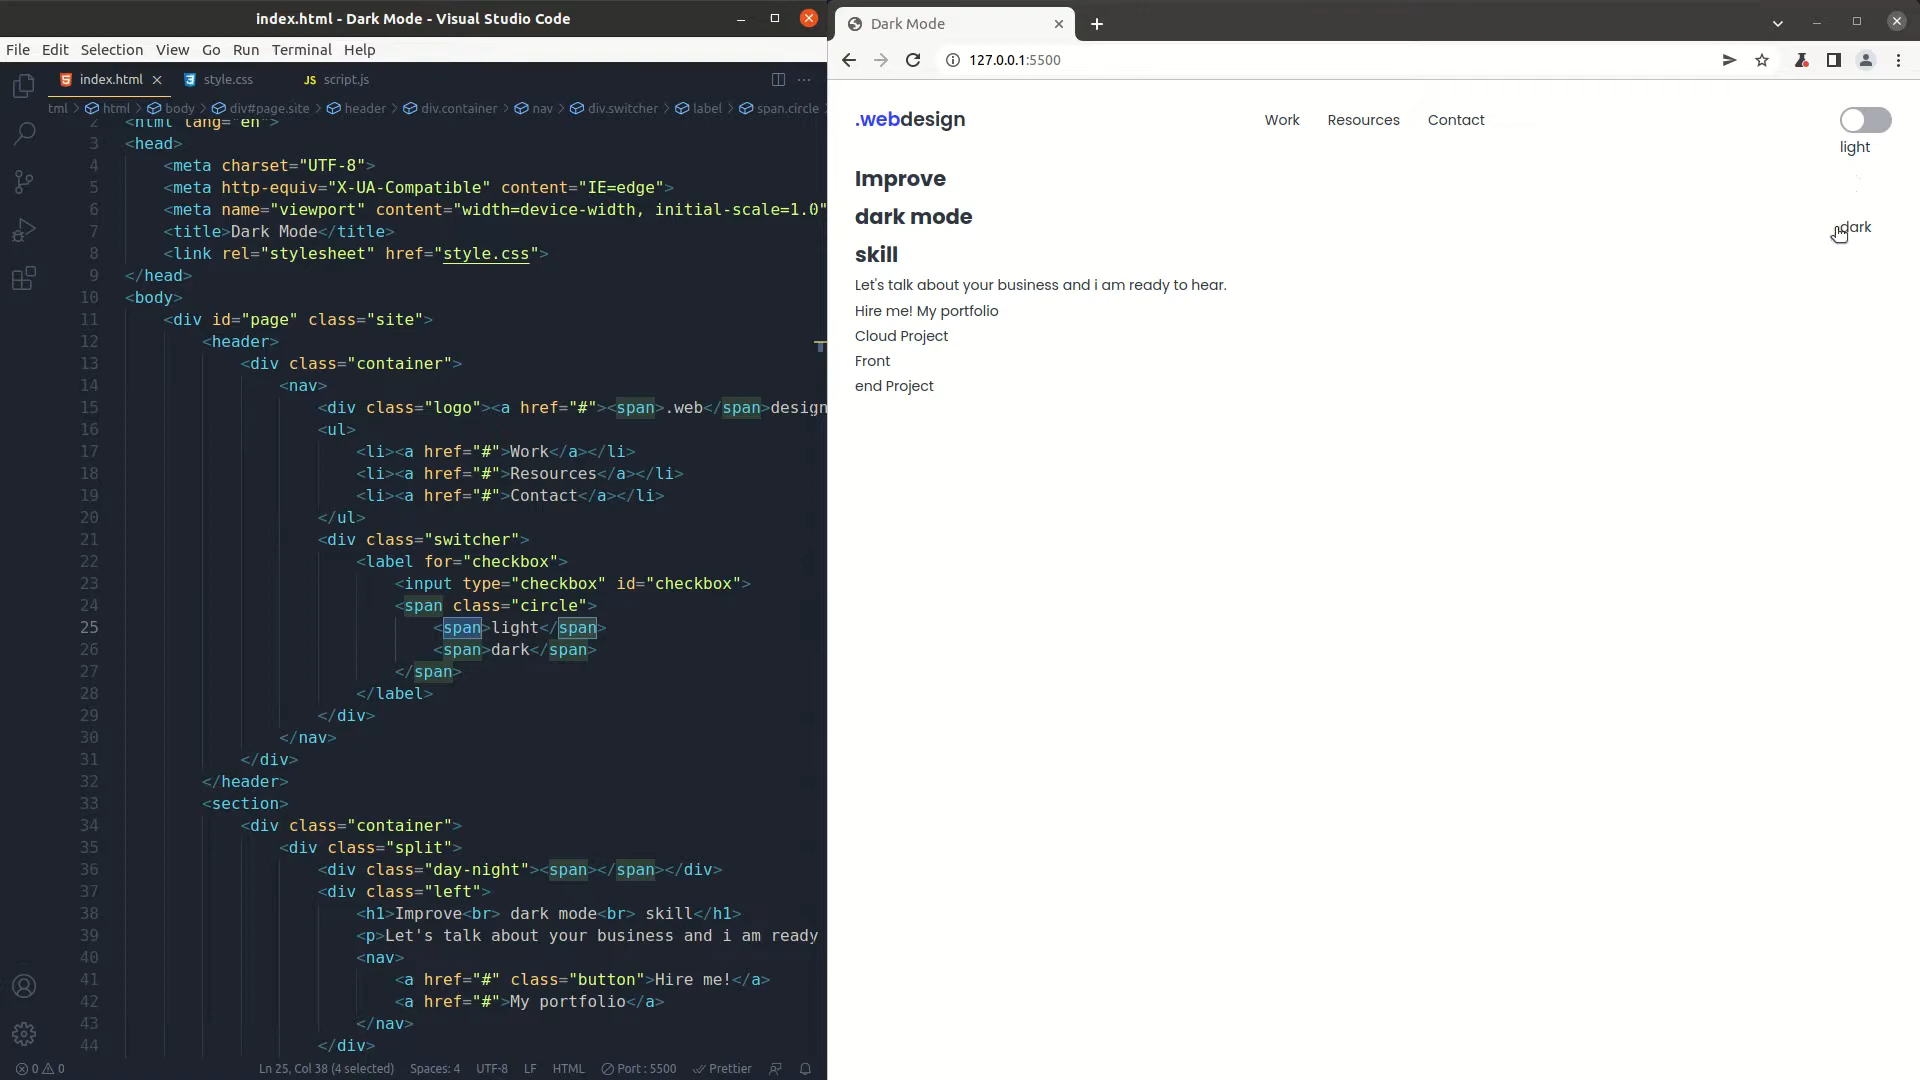 index.html - Dark Mode - Visual Studio Code
File Edit Selection View Go Run Terminal Help
index.html
style.css
JS script.js
tml > html > body > div#page.site > header > div.container > nav > div.switcher > label > span.circle
2 <html lang="en">
3 <head>
4 <meta charset="UTF-8">
5 <meta http-equiv="X-UA-Compatible" content="IE=edge">
6 <meta name="viewport" content="width=device-width, initial-scale=1.0"
7 <title>Dark Mode</title>
8 <link rel="stylesheet" href="style.css">
9 </head>
10 <body>
11 <div id="page" class="site">
12 <header>
13 <div class="container">
14 <nav>
15 <div class="logo"><a href="#"><span>.web</span>design
16 <ul>
17 <li><a href="#">Work</a></li>
18 <li><a href="#">Resources</a></li>
19 <li><a href="#">Contact</a></li>
20 </ul>
21 <div class="switcher">
22 <label for="checkbox">
23 <input type="checkbox" id="checkbox">
24 <span class="circle">
25 <span>light</span>
26 <span>dark</span>
27 </span>
28 </label>
29 </div>
30 </nav>
31 </div>
32 </header>
33 <section>
34 <div class="container">
35 <div class="split">
36 <div class="day-night"><span></span></div>
37 <div class="left">
38 <h1>Improve<br> dark mode<br> skill</h1>
39 <p>Let's talk about your business and i am ready
40 <nav>
41 <a href="#" class="button">Hire me!</a>
42 <a href="#">My portfolio</a>
43 </nav>
44 </div>
0 0
Ln 25, Col 38 (4 selected) Spaces: 4 UTF-8 LF HTML Port : 5500 Prettier
Dark Mode
127.0.0.1:5500
.webdesign
Work Resources Contact
light
dark
Improve
dark mode
skill
Let's talk about your business and i am ready to hear.
Hire me! My portfolio
Cloud Project
Front
end Project